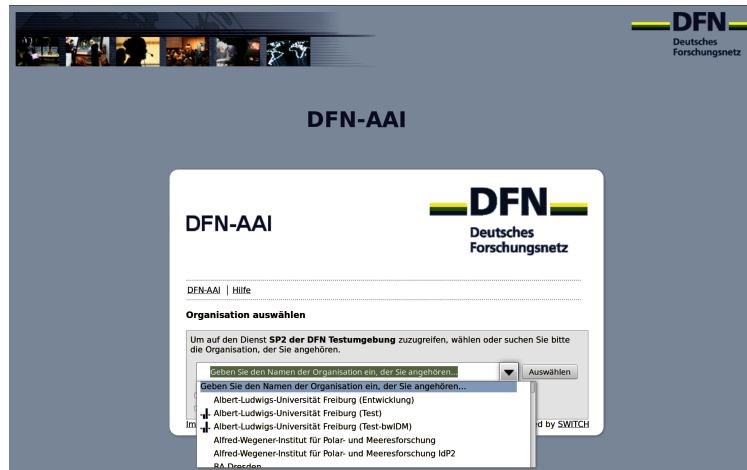 DFN
Deutsches
Forschungsnetz
DFN-AAI
DFN-AAI
DFN
Deutsches
Forschungsnetz
DFN-AAI | Hilfe
Organisation auswählen
Um auf den Dienst SP2 der DFN Testumgebung zuzugreifen, wählen oder suchen Sie bitte
die Organisation, der Sie angehören.
Geben Sie den Namen der Organisation ein, der Sie angehören... Auswählen
Geben Sie den Namen der Organisation ein, der Sie angehören...
Albert-Ludwigs-Universität Freiburg (Entwicklung)
Albert-Ludwigs-Universität Freiburg (Test)
Albert-Ludwigs-Universität Freiburg (Test-bwIDM)
Im ed by SWITCH
Alfred-Wegener-Institut für Polar- und Meeresforschung
Alfred-Wegener-Institut für Polar- und Meeresforschung IdP2
BA Dresden